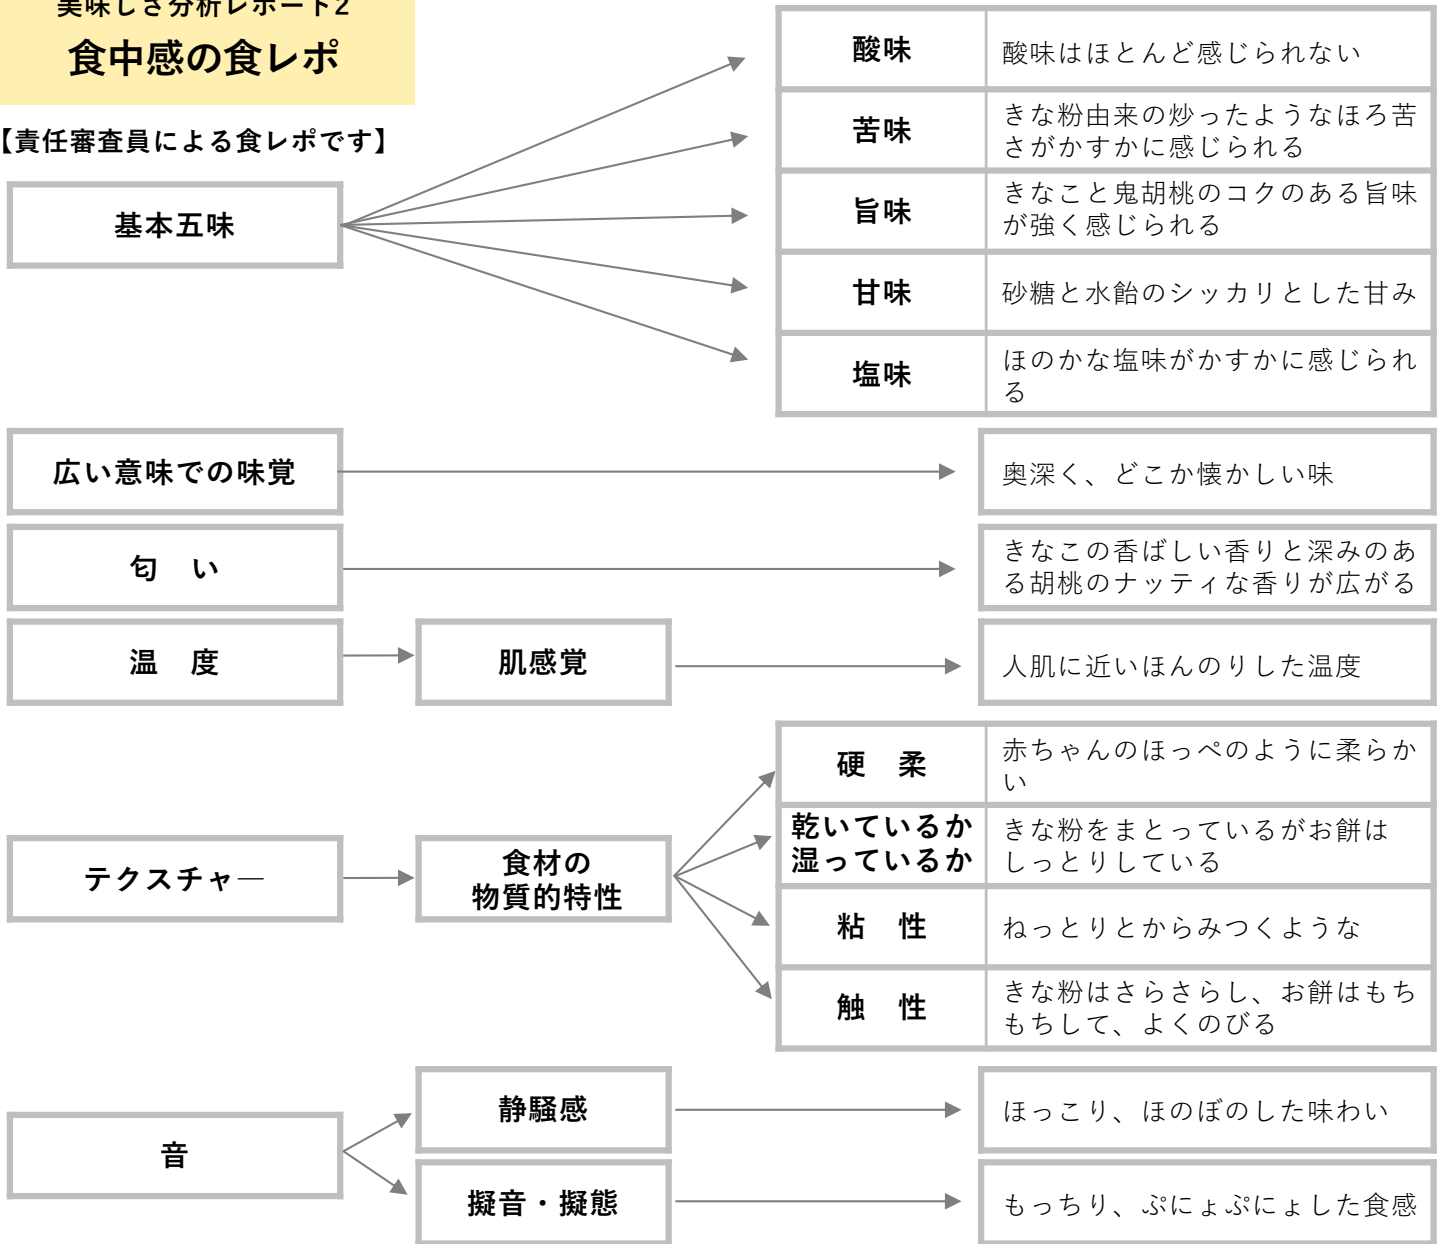 美味しさ分析レポート2
食中感の食レポ
【責任審査員による食レポです】
基本五味
酸味
酸味はほとんど感じられない
苦味
きな粉由来の炒ったようなほろ苦
さがかすかに感じられる
旨味
きなこと鬼胡桃のコクのある旨味
が強く感じられる
甘味
砂糖と水飴のシッカリとした甘み
塩味
ほのかな塩味がかすかに感じられ
る
広い意味での味覚
奥深く、どこか懐かしい味
匂 い
きなこの香ばしい香りと深みのあ
る胡桃のナッティな香りが広がる
温 度
肌感覚
人肌に近いほんのりした温度
テクスチャ―
食材の
物質的特性
硬 柔
赤ちゃんのほっぺのように柔らか
い
乾いているか
湿っているか
きな粉をまとっているがお餅は
しっとりしている
粘 性
ねっとりとからみつくような
触 性
きな粉はさらさらし、お餅はもち
もちして、よくのびる
音
静騒感
ほっこり、ほのぼのした味わい
擬音・擬態
もっちり、ぷにょぷにょした食感